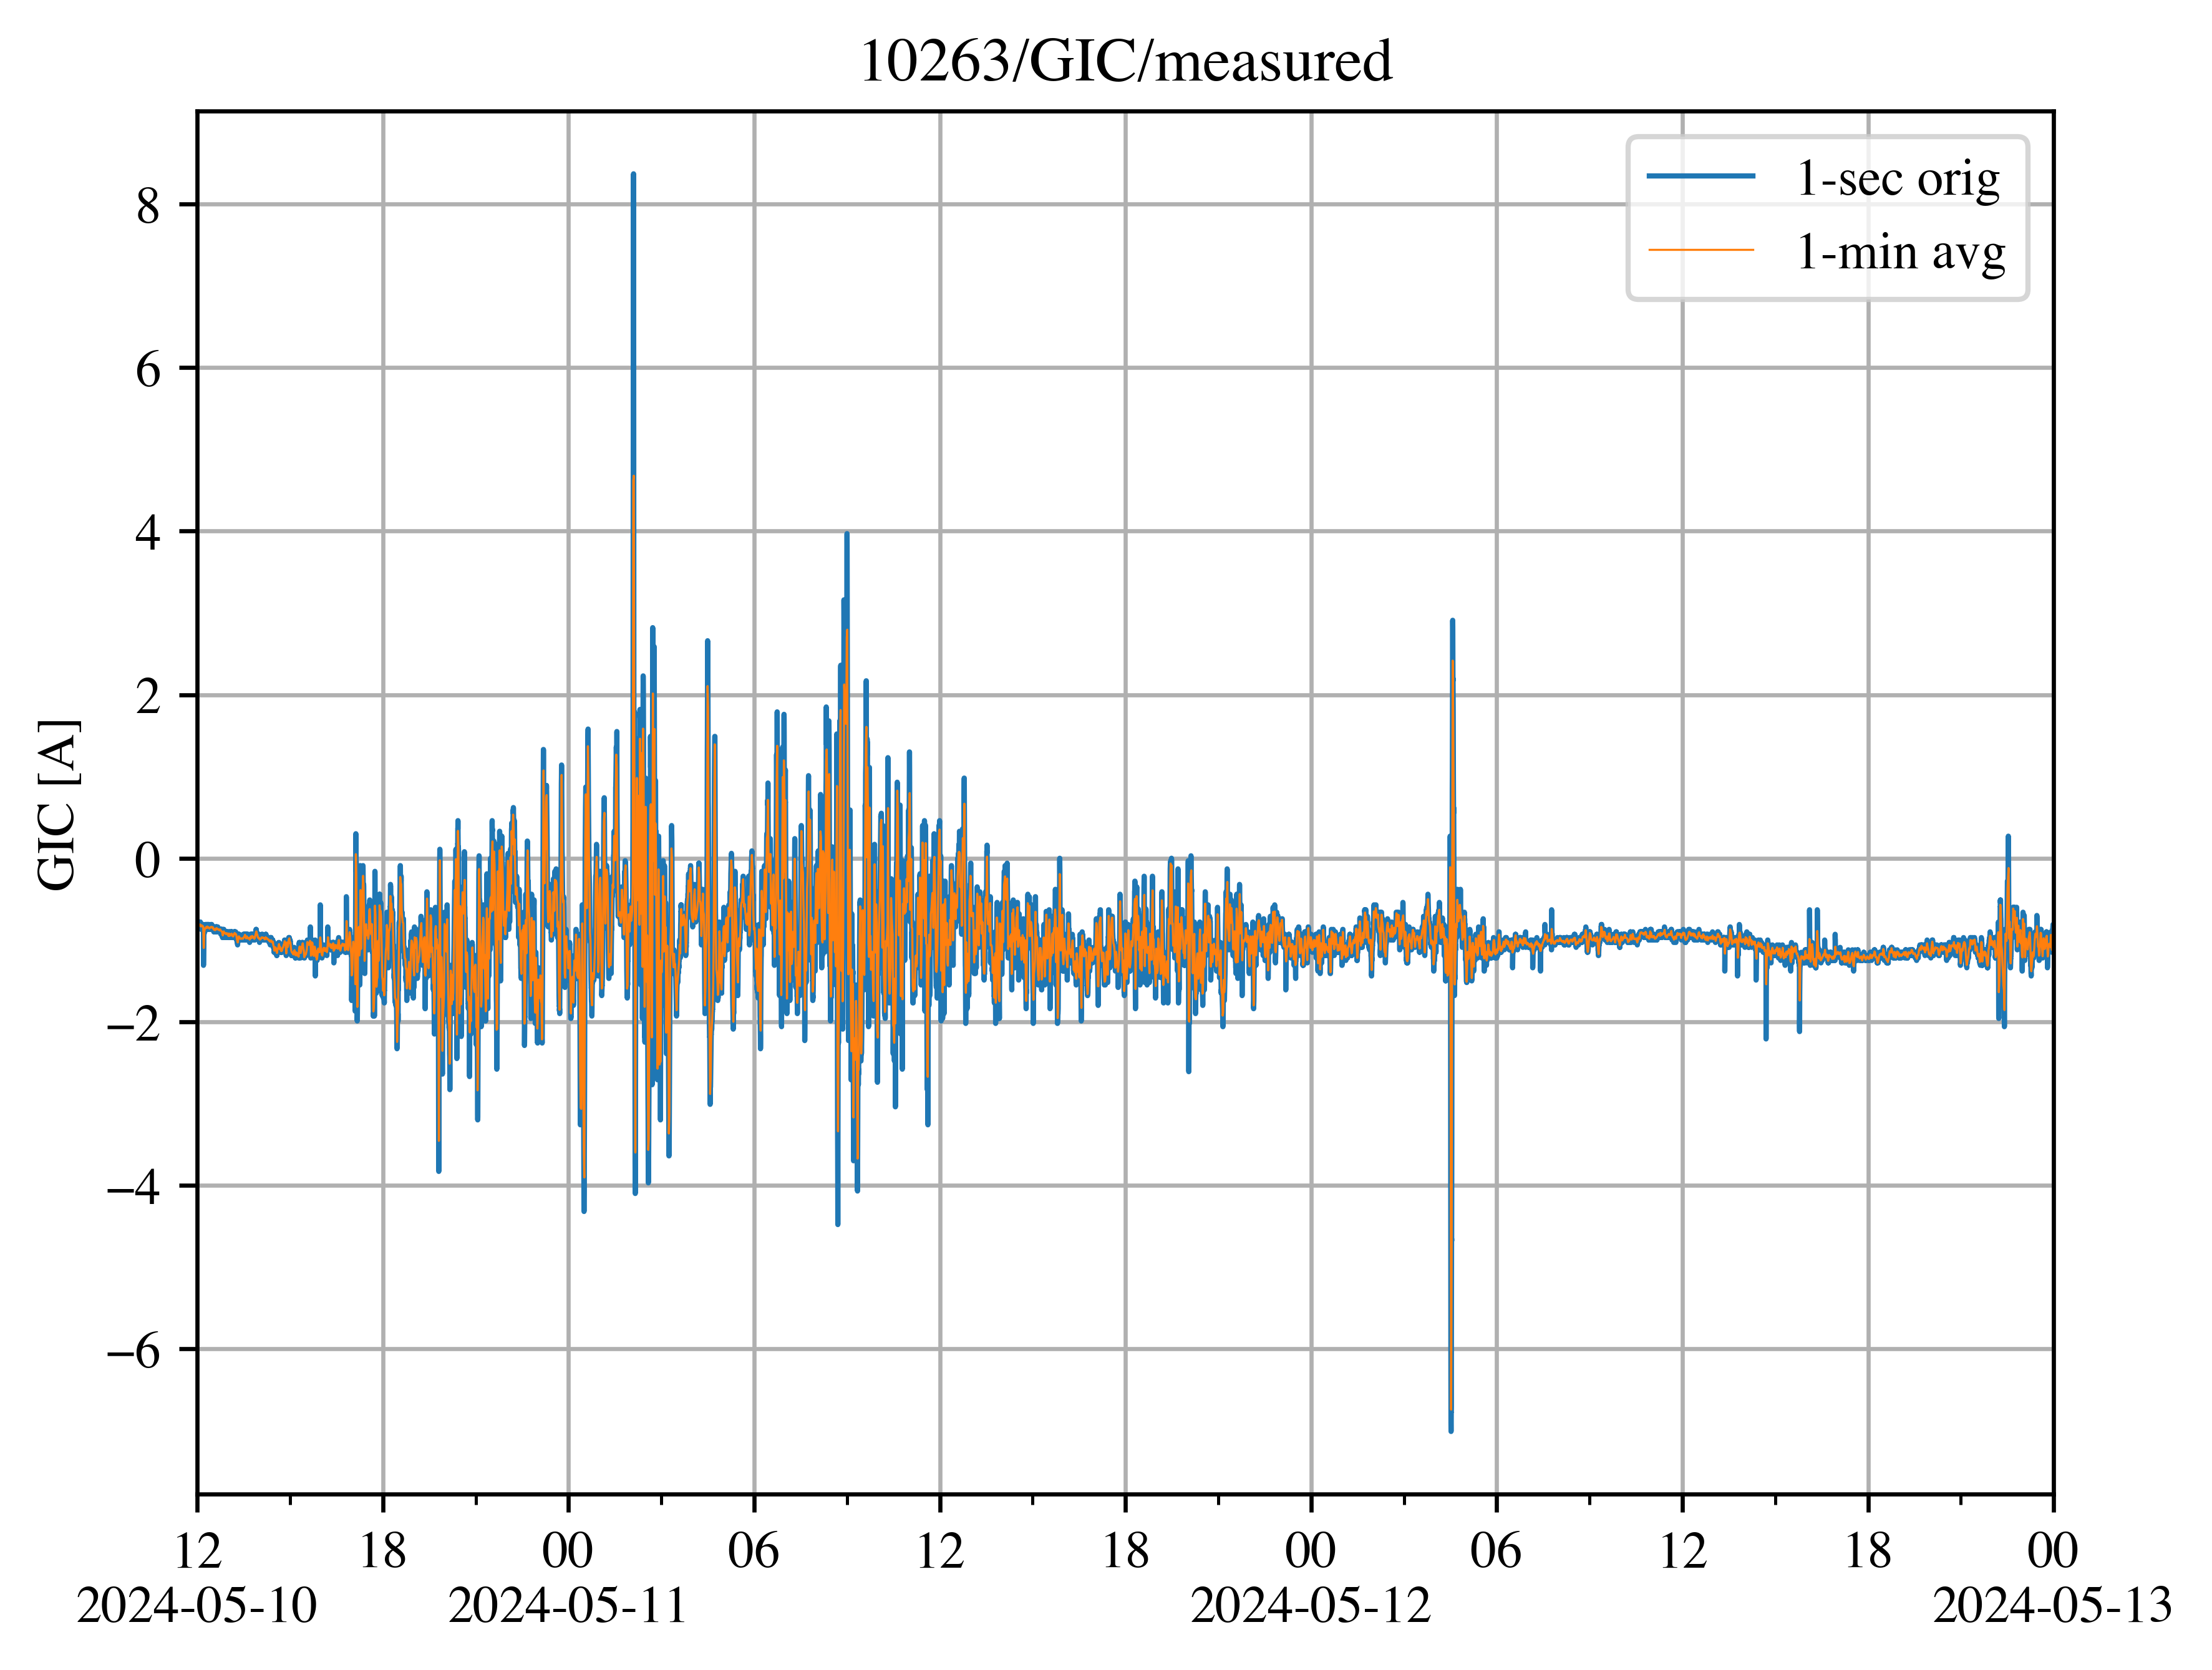 10263/GIC/measured
1-sec orig
1-min avg
GIC [A]
8
6
4
2
0
−2
−4
−6
12 18 00 06 12 18 00 06 12 18 00
2024-05-10 2024-05-11 2024-05-12 2024-05-13